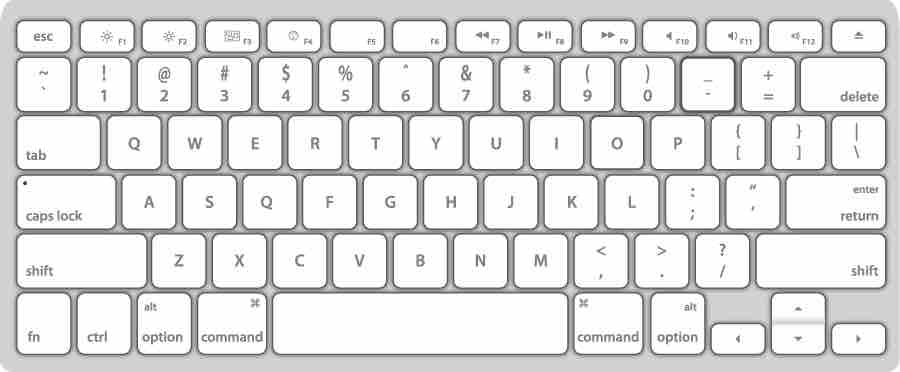 esc F1 F2 F3 F4 F5 F6 F7 F8 F9 F10 F11 F12
~ ! @ # $ % ^ & * ( ) _ +
` 1 2 3 4 5 6 7 8 9 0 - = delete
tab Q W E R T Y U I O P { [ } ] | \
caps lock A S Q F G H J K L : ; “ ‘ enter return
shift Z X C V B N M < , > . ? / shift
fn ctrl alt option ⌘ command ⌘ command alt option